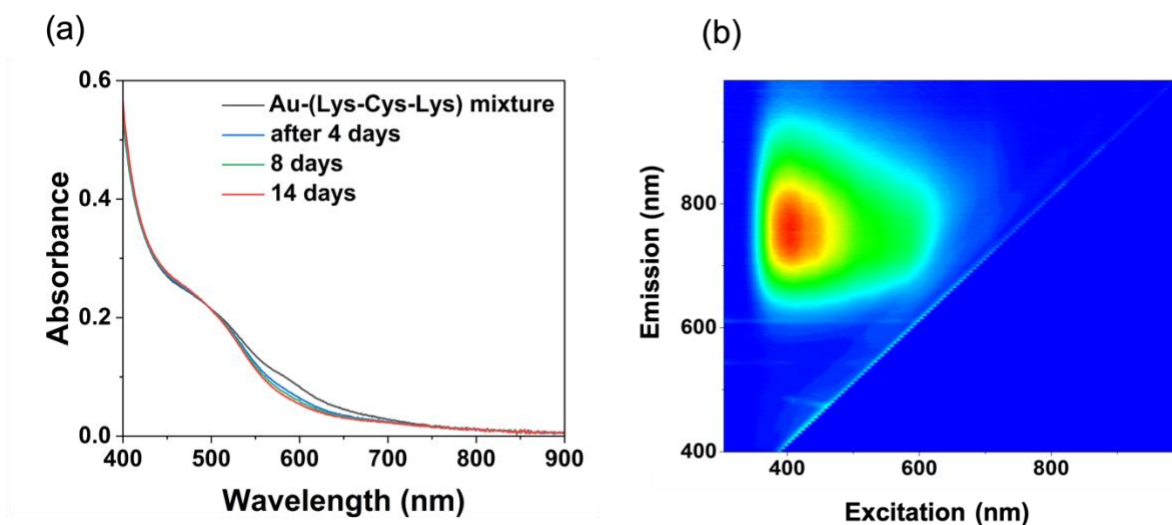 (a)
(b)
Au-(Lys-Cys-Lys) mixture
after 4 days
8 days
14 days
Absorbance
0.6
0.4
0.2
0.0
400 500 600 700 800 900
Wavelength (nm)
Emission (nm)
800
600
400
400 600 800
Excitation (nm)